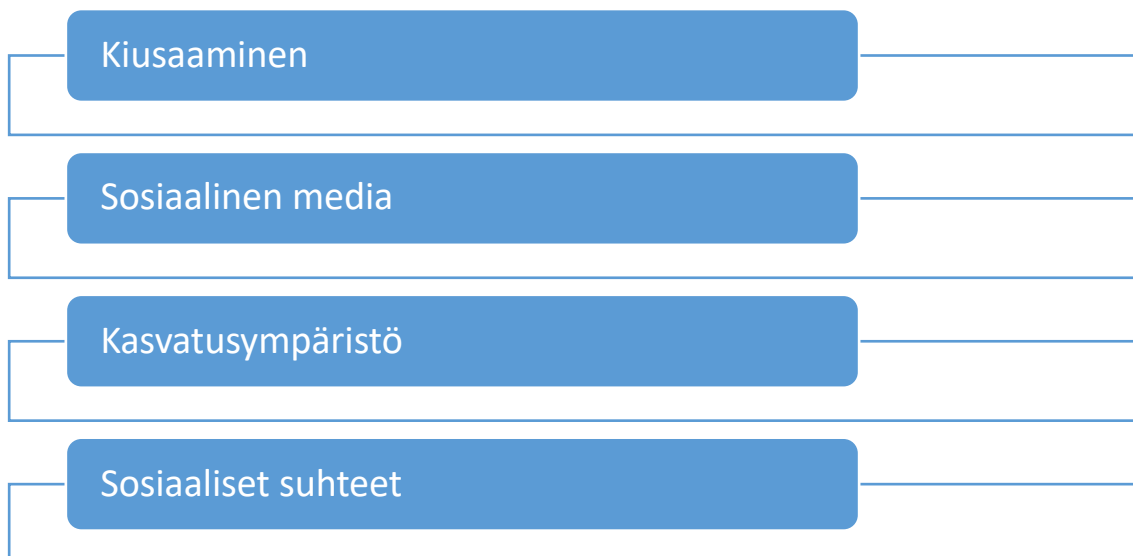 Kiusaaminen
Sosiaalinen media
Kasvatusympäristö
Sosiaaliset suhteet